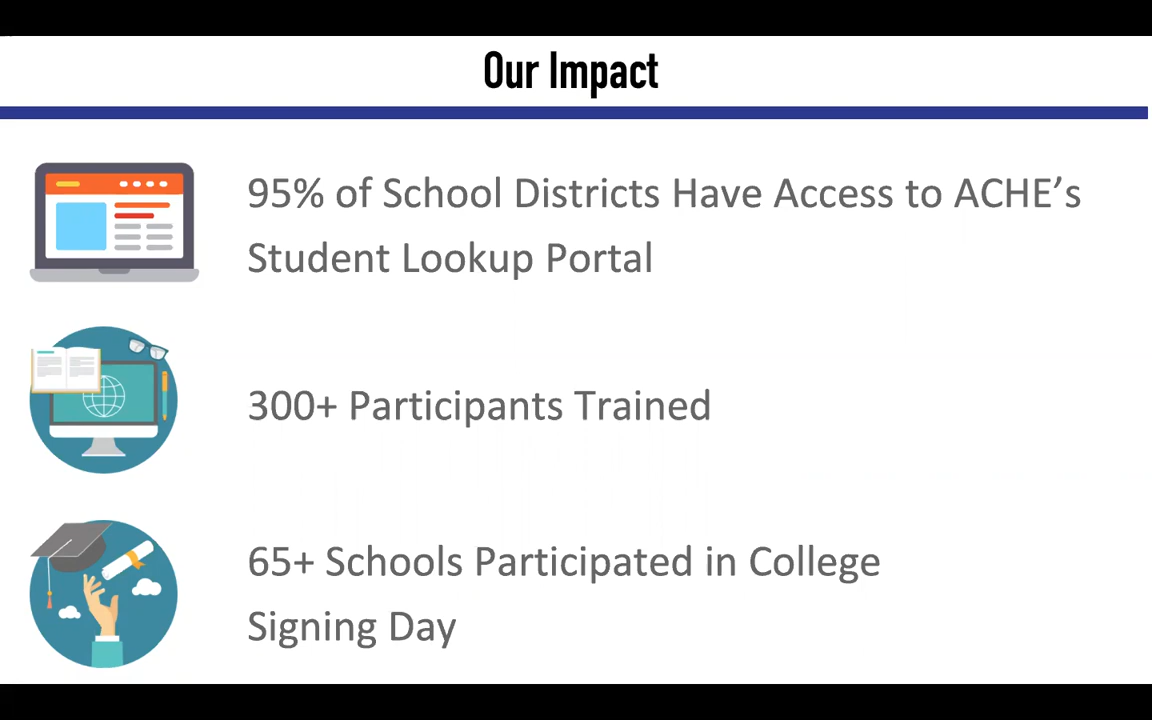 Our Impact
95% of School Districts Have Access to ACHE’s
Student Lookup Portal
300+ Participants Trained
65+ Schools Participated in College
Signing Day